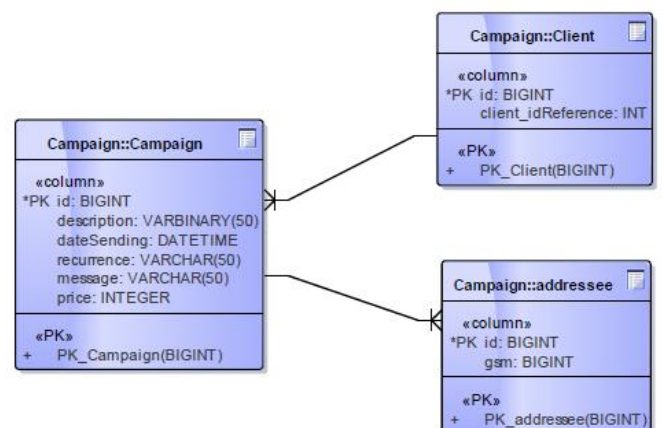 Campaign::Client
«column»
*PK id: BIGINT
client_idReference: INT
«PK»
+ PK_Client(BIGINT)
Campaign::Campaign
«column»
*PK id: BIGINT
description: VARBINARY(50)
dateSending: DATETIME
recurrence: VARCHAR(50)
message: VARCHAR(50)
price: INTEGER
«PK»
+ PK_Campaign(BIGINT)
Campaign::addressee
«column»
*PK id: BIGINT
gsm: BIGINT
«PK»
+ PK_addressee(BIGINT)